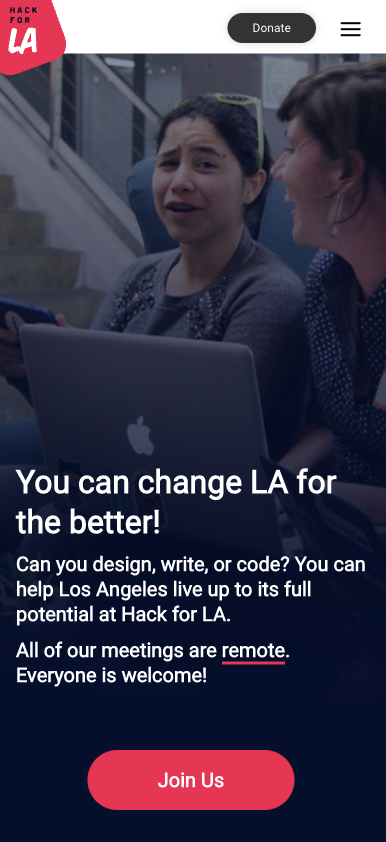 HACK
FOR
LA
Donate
You can change LA for
the better!
Can you design, write, or code? You can
help Los Angeles live up to its full
potential at Hack for LA.
All of our meetings are remote.
Everyone is welcome!
Join Us